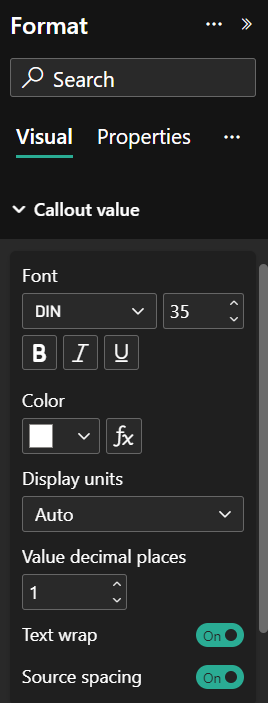 Format
Search
Visual Properties
Callout value
Font
DIN 35
B I U
Color
fx
Display units
Auto
Value decimal places
1
Text wrap On
Source spacing On